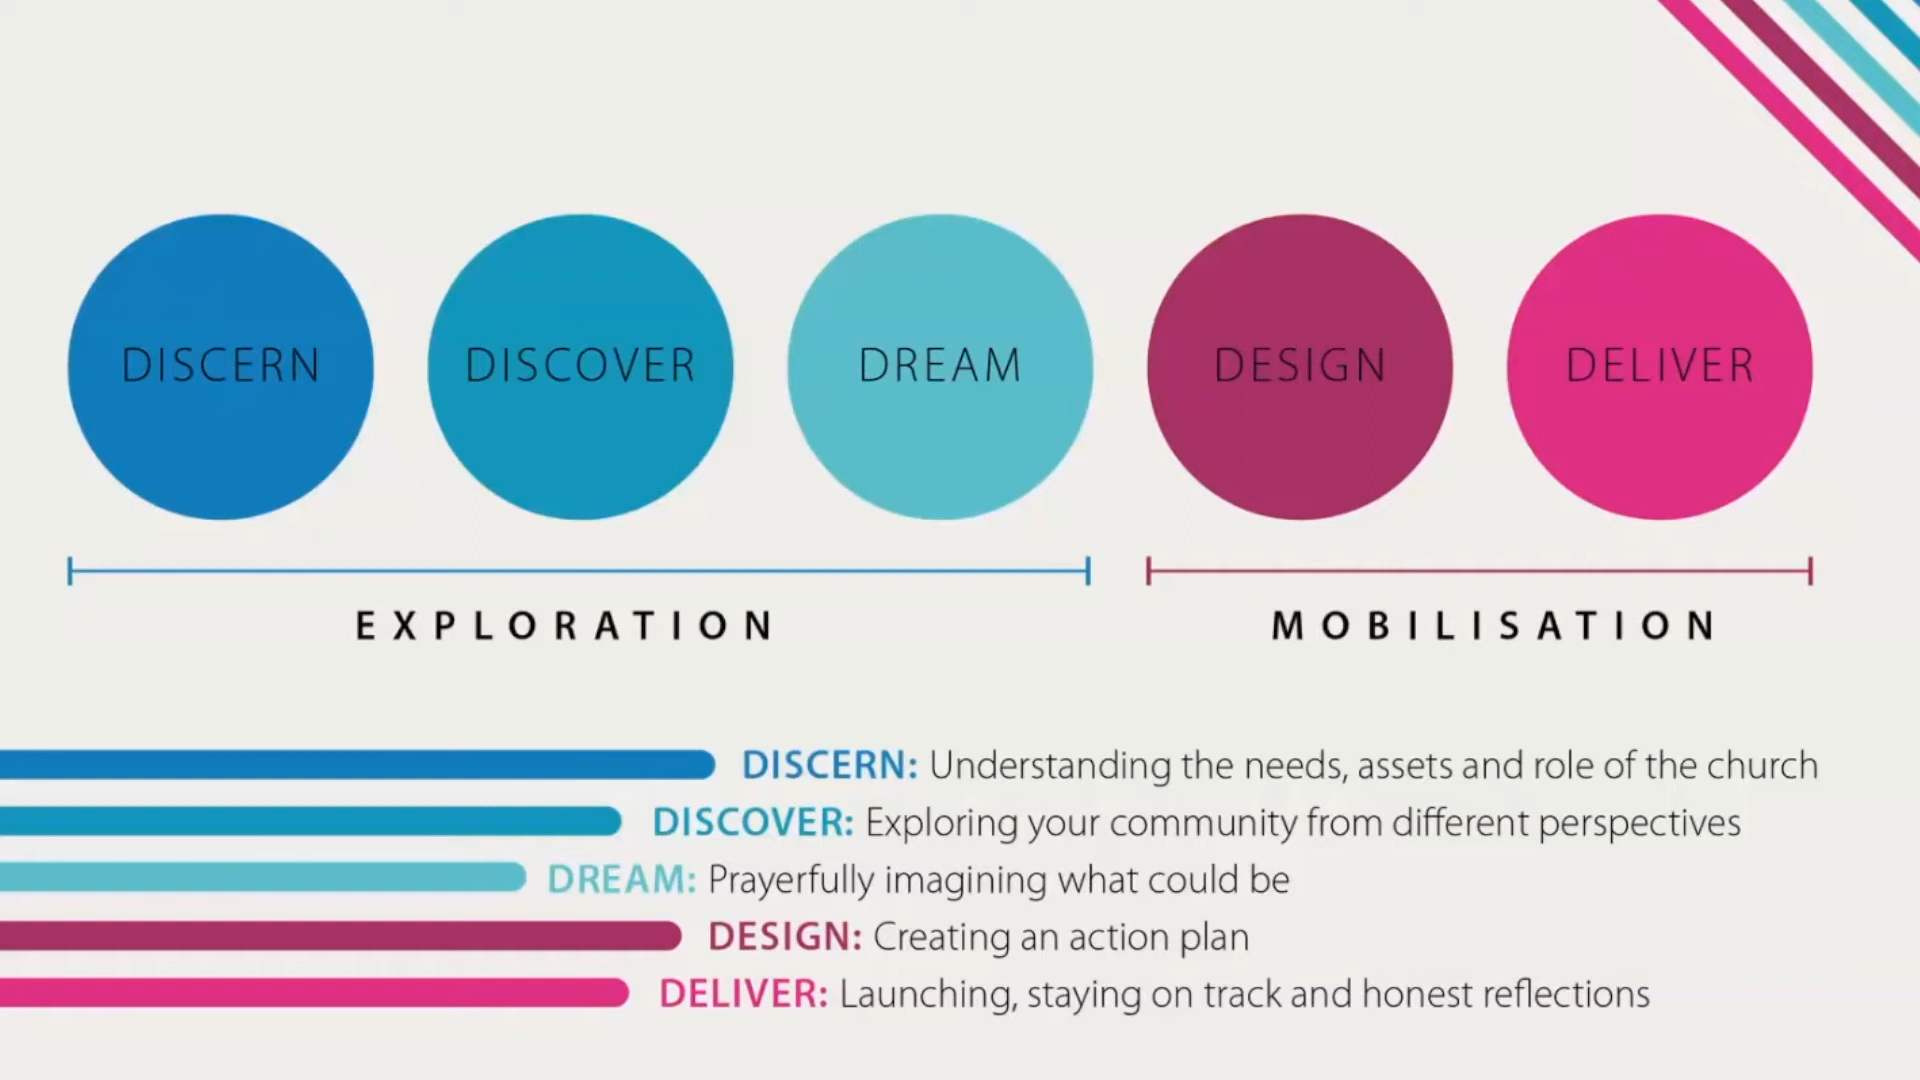 DISCERN
DISCOVER
DREAM
DESIGN
DELIVER
EXPLORATION
MOBILISATION
DISCERN: Understanding the needs, assets and role of the church
DISCOVER: Exploring your community from different perspectives
DREAM: Prayerfully imagining what could be
DESIGN: Creating an action plan
DELIVER: Launching, staying on track and honest reflections